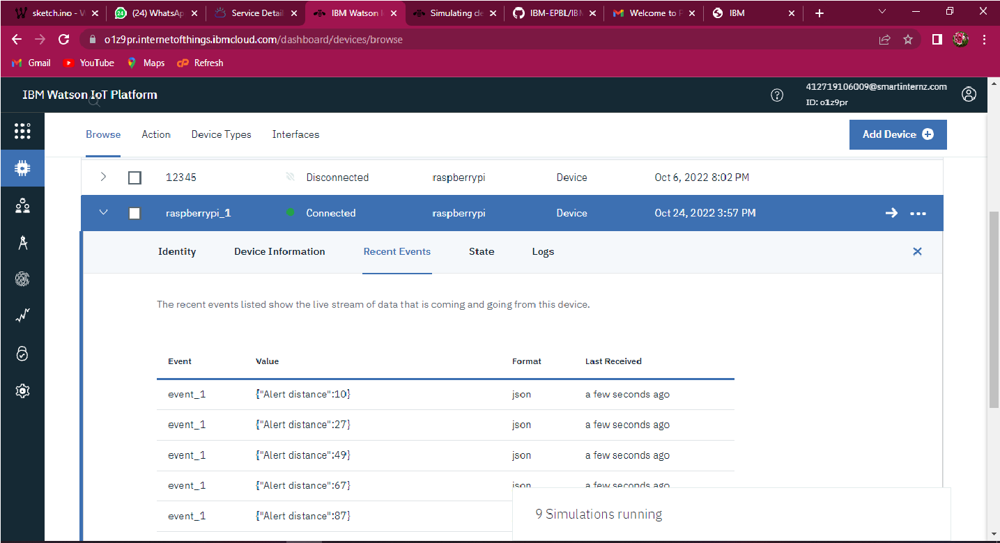 sketch.ino - W
(24) WhatsAp
Service Detail
IBM Watson I
Simulating de
IBM-EPBL/IBM
Welcome to P
IBM
o1z9pr.internetofthings.ibmcloud.com/dashboard/devices/browse
Gmail YouTube Maps Refresh
IBM Watson IoT Platform
412719106009@smartinternz.com
ID: o1z9pr
Browse Action Device Types Interfaces Add Device
12345 Disconnected raspberrypi Device Oct 6, 2022 8:02 PM
raspberrypi_1 Connected raspberrypi Device Oct 24, 2022 3:57 PM
Identity Device Information Recent Events State Logs
The recent events listed show the live stream of data that is coming and going from this device.
Event Value Format Last Received
event_1 {"Alert distance":10} json a few seconds ago
event_1 {"Alert distance":27} json a few seconds ago
event_1 {"Alert distance":49} json a few seconds ago
event_1 {"Alert distance":67} json a few seconds ago
event_1 {"Alert distance":87}
9 Simulations running